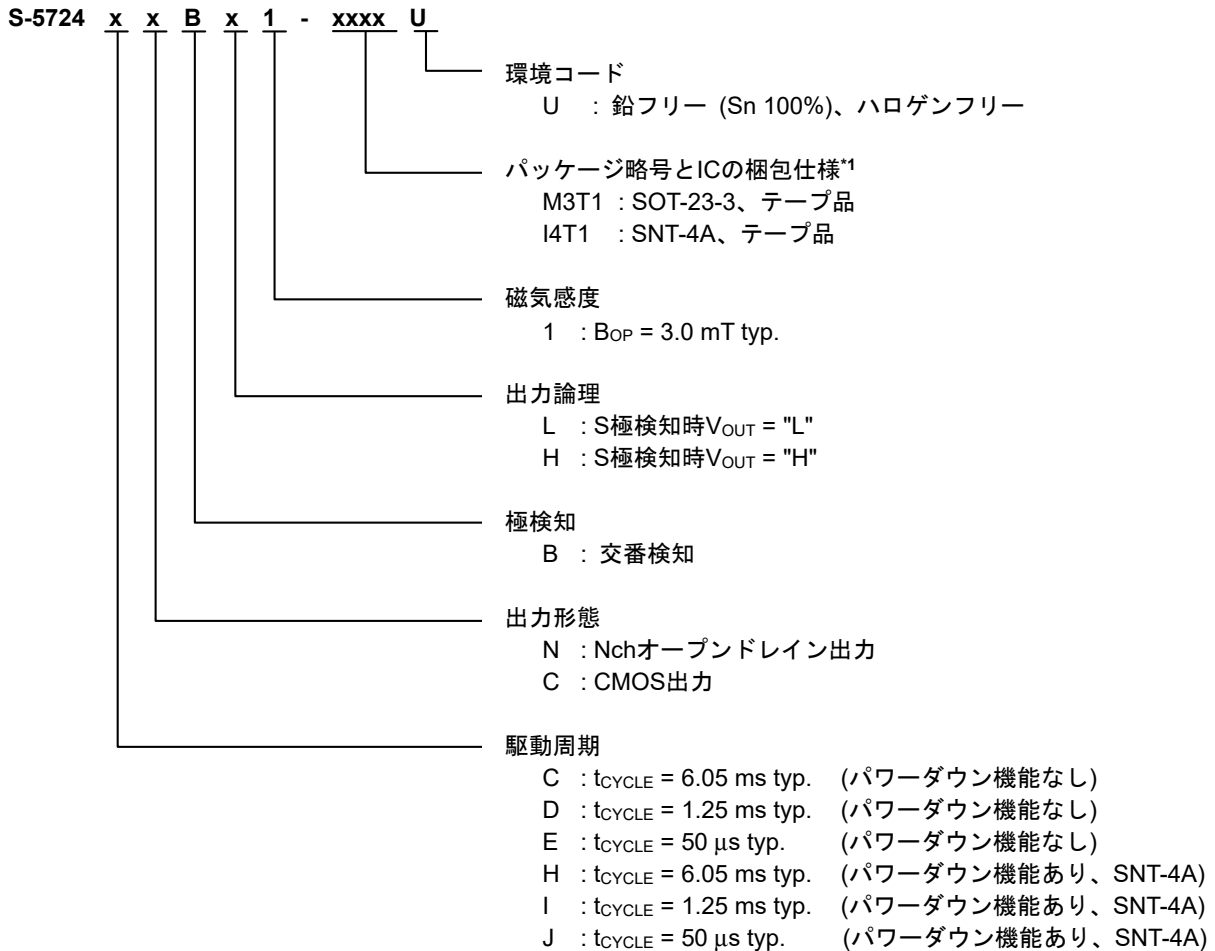 S-5724 x x B x 1 - xxxx U
環境コード
U : 鉛フリー (Sn 100%)、ハロゲンフリー
パッケージ略号とICの梱包仕様*1
M3T1 : SOT-23-3、テープ品
I4T1 : SNT-4A、テープ品
磁気感度
1 : BOP = 3.0 mT typ.
出力論理
L : S極検知時VOUT = "L"
H : S極検知時VOUT = "H"
極検知
B : 交番検知
出力形態
N : Nchオープンドレイン出力
C : CMOS出力
駆動周期
C : tCYCLE = 6.05 ms typ. (パワーダウン機能なし)
D : tCYCLE = 1.25 ms typ. (パワーダウン機能なし)
E : tCYCLE = 50 μs typ. (パワーダウン機能なし)
H : tCYCLE = 6.05 ms typ. (パワーダウン機能あり、SNT-4A)
I : tCYCLE = 1.25 ms typ. (パワーダウン機能あり、SNT-4A)
J : tCYCLE = 50 μs typ. (パワーダウン機能あり、SNT-4A)